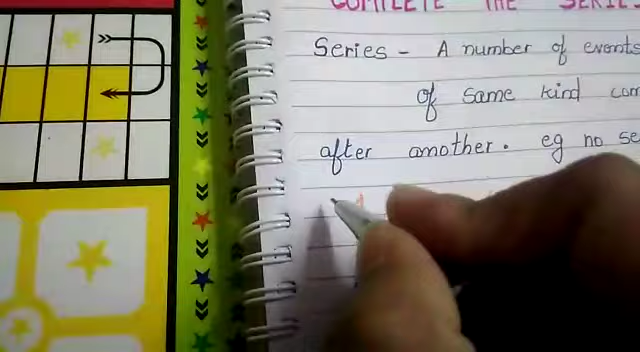 COMPLETE THE SERIES
Series - A number of events
of same kind com
after another. eg no se